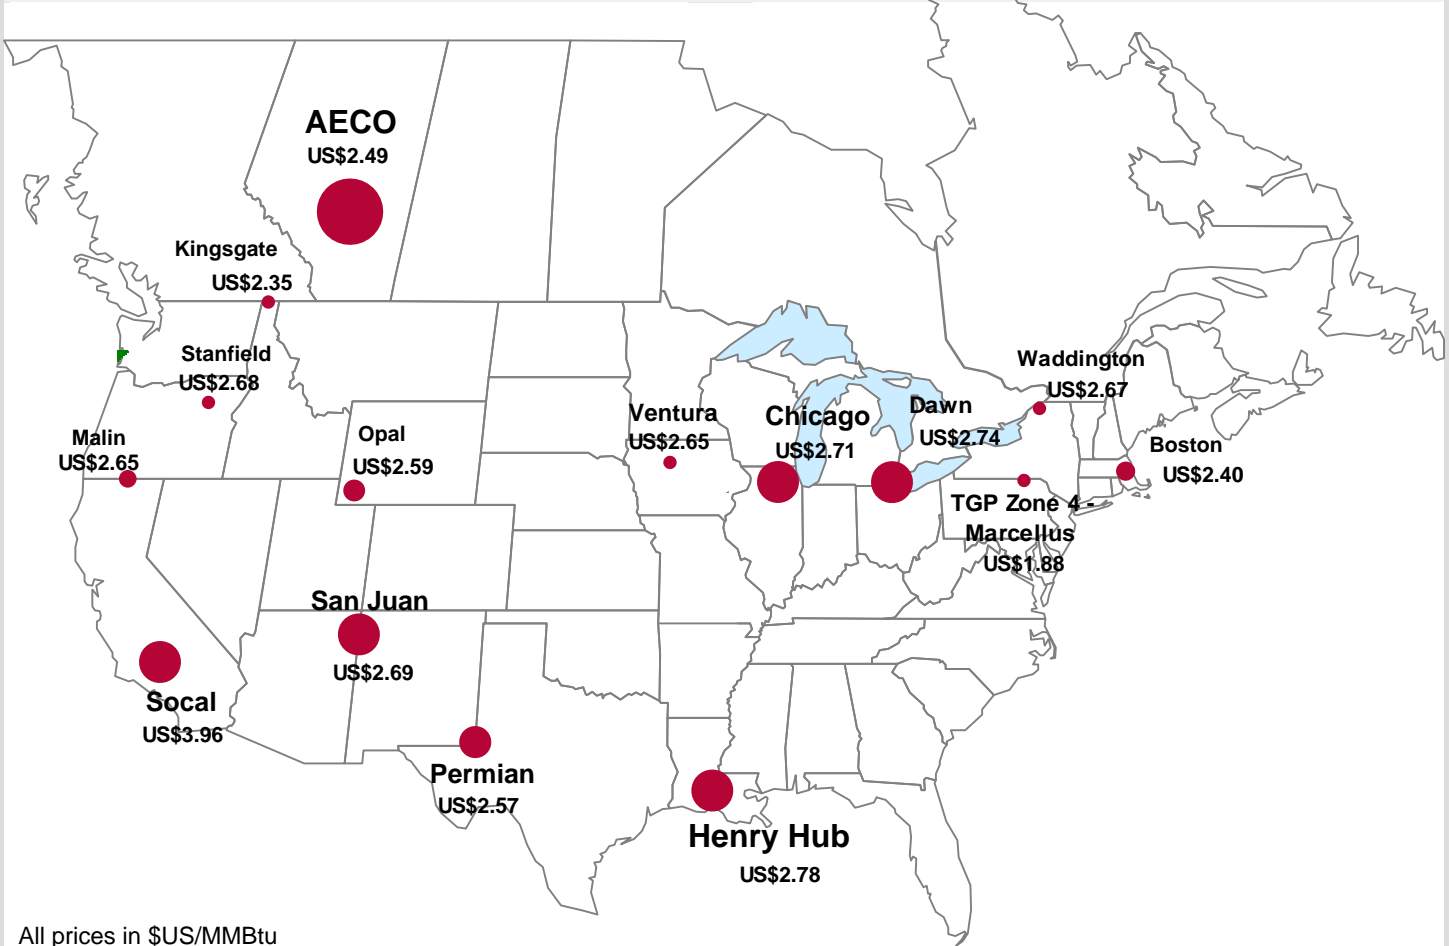 AECO
US$2.49
Kingsgate
US$2.35
Stanfield
US$2.68
Malin
US$2.65
Opal
US$2.59
Ventura
US$2.65
Chicago
US$2.71
Dawn
US$2.74
Waddington
US$2.67
Boston
US$2.40
TGP Zone 4 -
Marcellus
US$1.88
San Juan
US$2.69
Socal
US$3.96
Permian
US$2.57
Henry Hub
US$2.78
All prices in $US/MMBtu